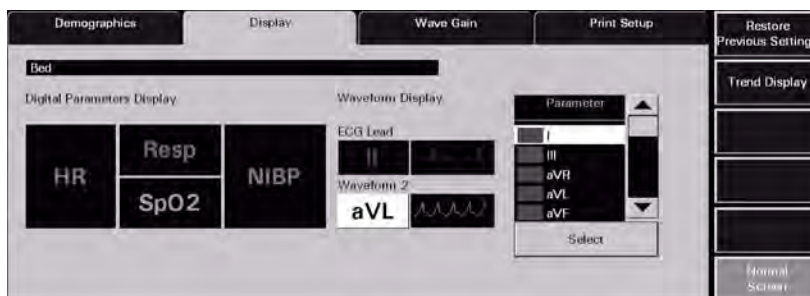 Demographics
Display
Wave Gain
Print Setup
Restore
Previous Setting
Bed
Trend Display
Digital Parameters Display
Waveform Display
Parameter
ECG Lead
I
II
III
HR
Resp
NIBP
aVR
SpO2
Waveform 2
aVL
aVL
aVF
Select
Normal
Screen